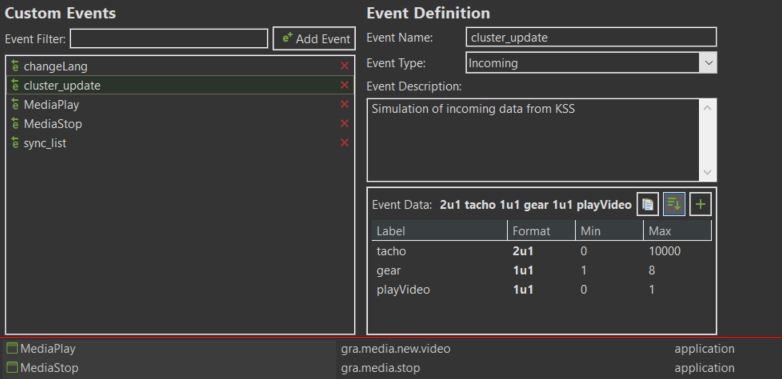 Custom Events
Event Filter:
Add Event
changeLang
cluster_update
MediaPlay
MediaStop
sync_list
Event Definition
Event Name: cluster_update
Event Type: Incoming
Event Description:
Simulation of incoming data from KSS
Event Data: 2u1 tacho 1u1 gear 1u1 playVideo
Label Format Min Max
tacho 2u1 0 10000
gear 1u1 1 8
playVideo 1u1 0 1
MediaPlay gra.media.new.video application
MediaStop gra.media.stop application